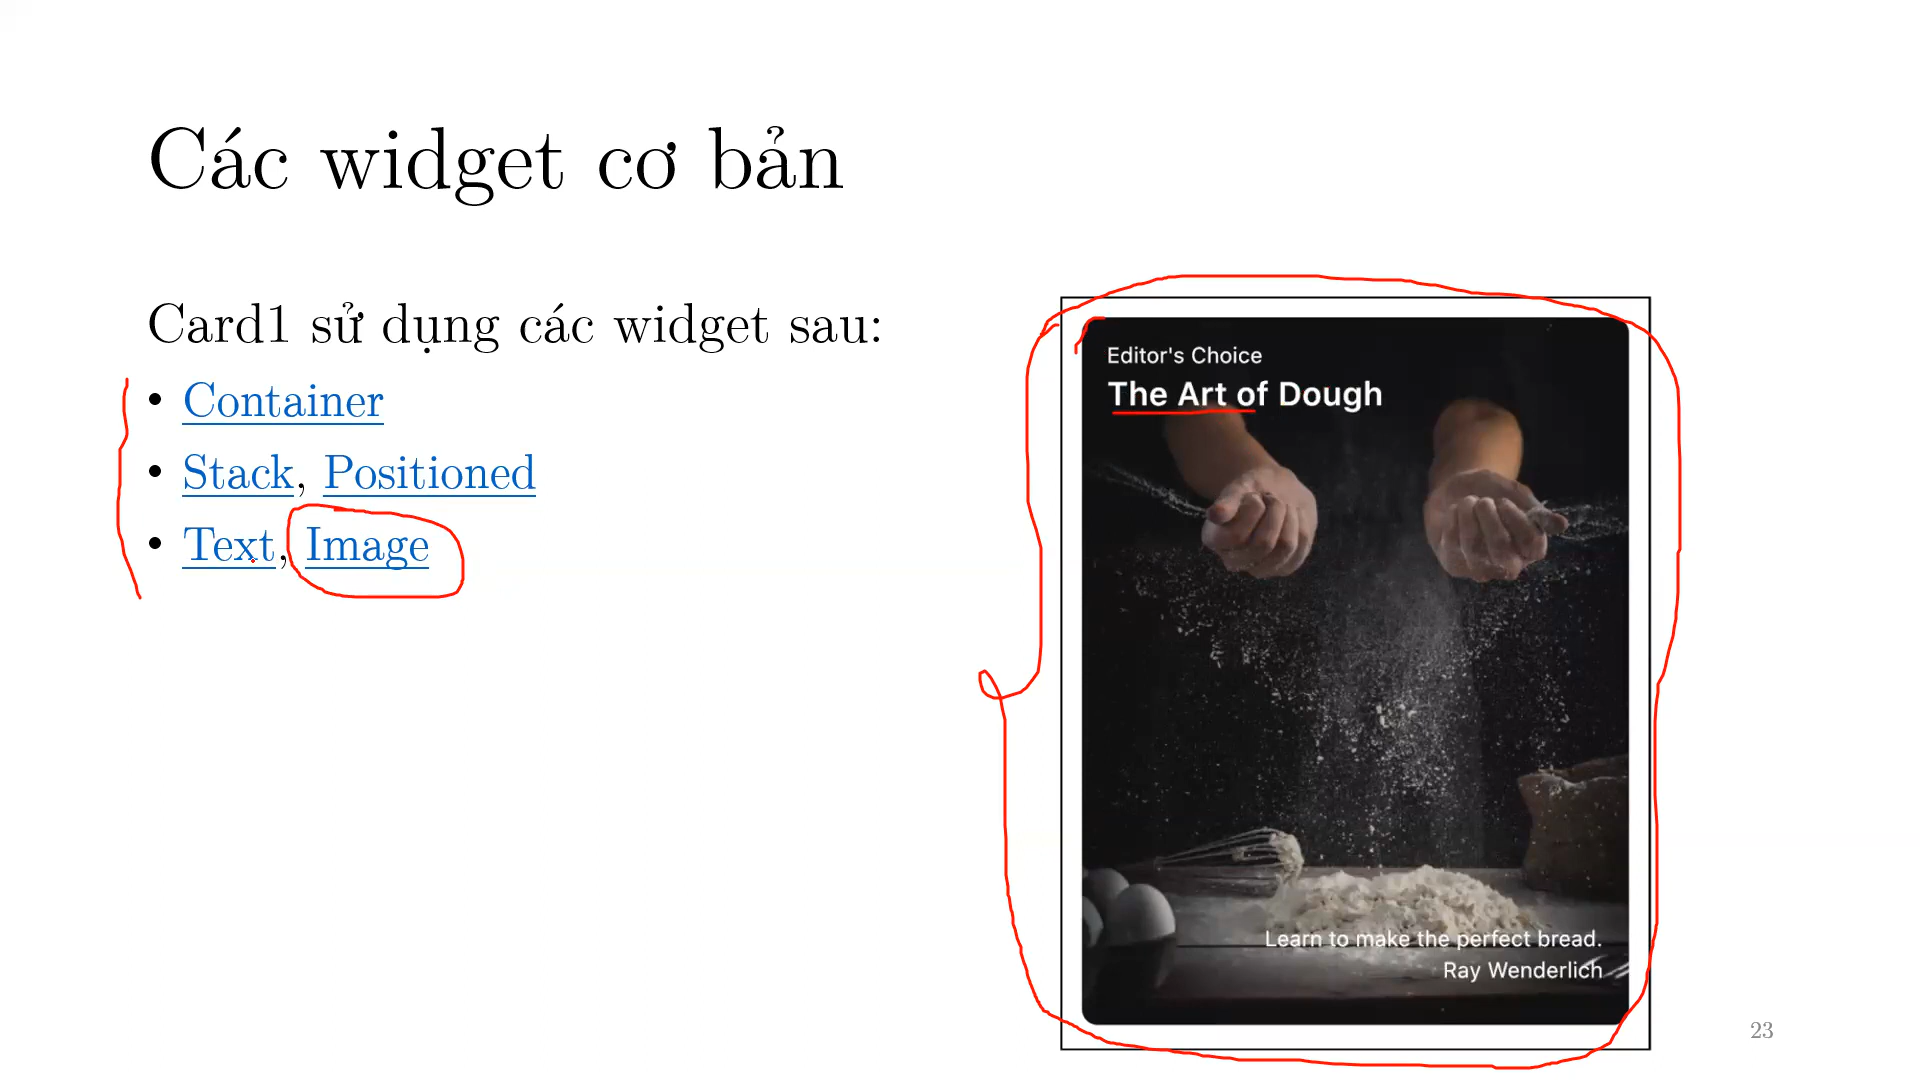 Các widget cơ bản
Card1 sử dụng các widget sau:
• Container
• Stack, Positioned
• Text, Image
Editor's Choice
The Art of Dough
Learn to make the perfect bread.
Ray Wenderlich
23